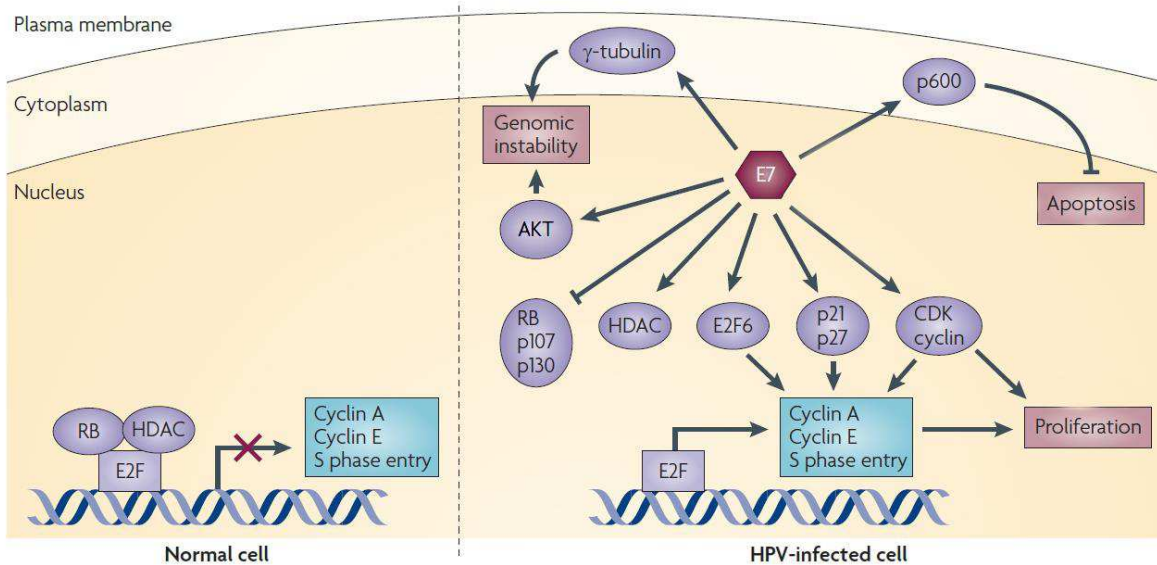 Plasma membrane
Cytoplasm
Nucleus
RB
HDAC
E2F
Cyclin A
Cyclin E
S phase entry
Normal cell
γ-tubulin
p600
Genomic
instability
E7
Apoptosis
AKT
RB
p107
p130
HDAC
E2F6
p21
p27
CDK
cyclin
Cyclin A
Cyclin E
S phase entry
Proliferation
E2F
HPV-infected cell